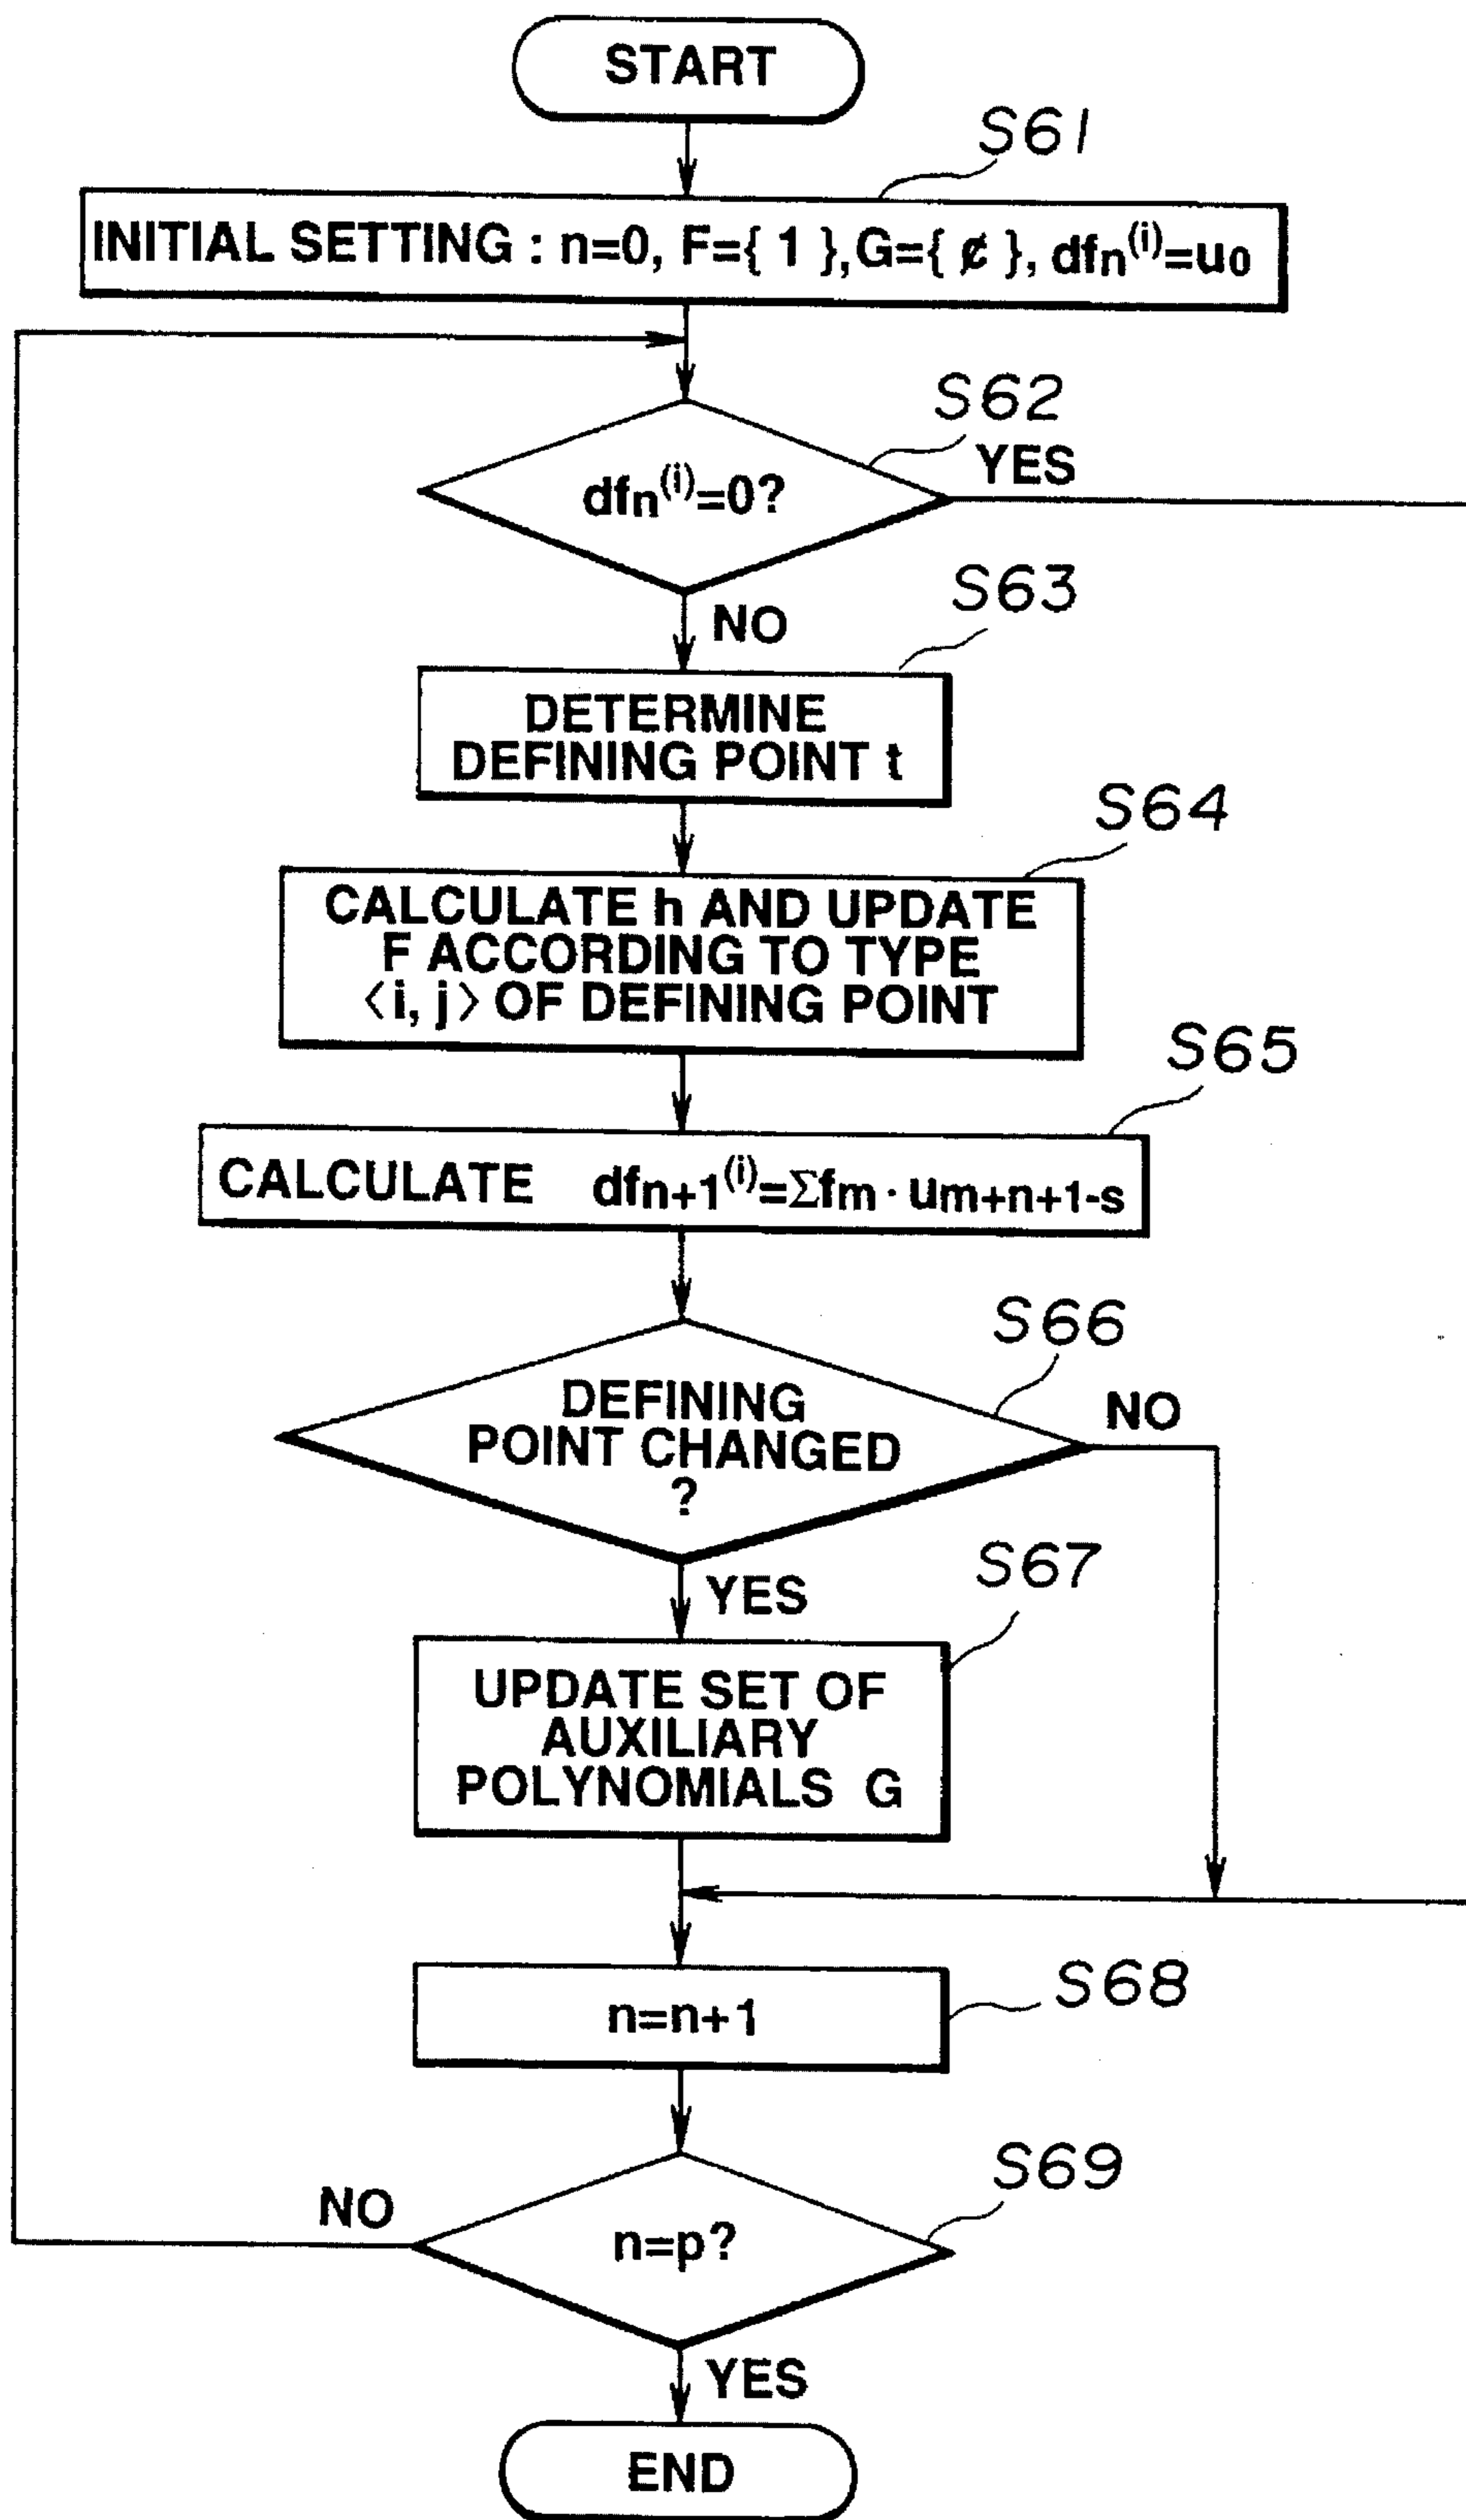 START
S61
INITIAL SETTING : n=0, F={ 1 },G={ ¢ }, dfn(i)=u0
S62
dfn(i)=0?
YES
NO
S63
DETERMINE
DEFINING POINT t
S64
CALCULATE h AND UPDATE
F ACCORDING TO TYPE
〈i, j〉 OF DEFINING POINT
S65
CALCULATE dfn+1(i)=Σfm · um+n+1-s
S66
DEFINING
POINT CHANGED
?
NO
YES
S67
UPDATE SET OF
AUXILIARY
POLYNOMIALS G
S68
n=n+1
S69
n=p?
NO
YES
END